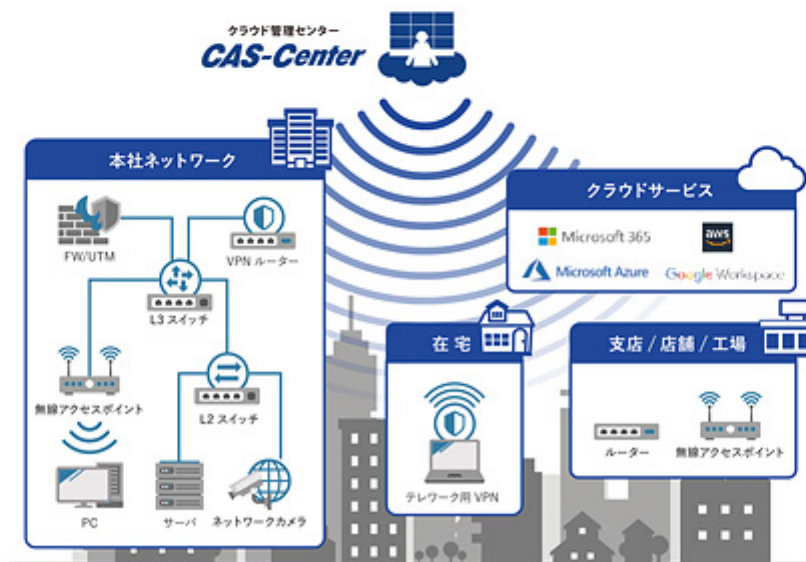 クラウド管理センター
CAS-Center
本社ネットワーク
FW/UTM
VPN ルーター
L3 スイッチ
無線アクセスポイント
L2 スイッチ
PC
サーバ
ネットワークカメラ
クラウドサービス
Microsoft 365
aws
Microsoft Azure
Google Workspace
在宅
テレワーク用 VPN
支店 / 店舗 / 工場
ルーター
無線アクセスポイント